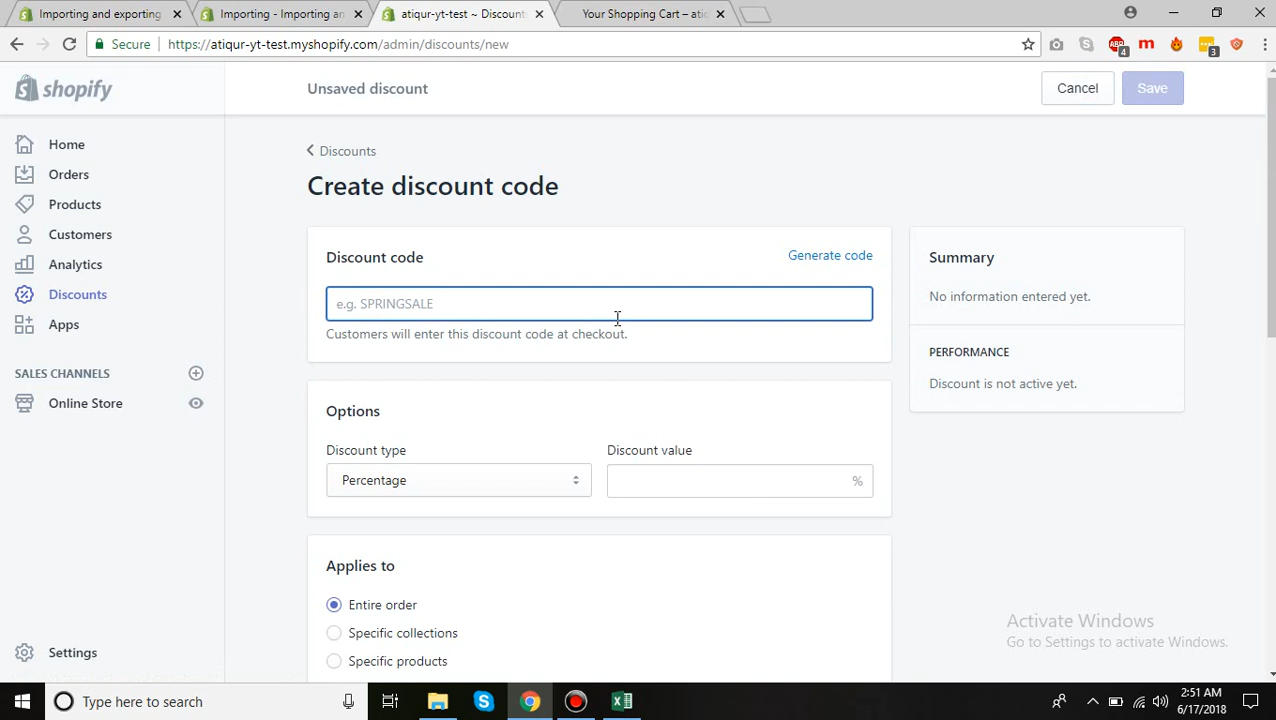 Importing and exporting
Importing - Importing an
atiqur-yt-test ~ Discount
Your Shopping Cart – ati
Secure
https://atiqur-yt-test.myshopify.com/admin/discounts/new
ABP
4
m
3
shopify
Unsaved discount
Cancel
Save
Home
Orders
Products
Customers
Analytics
Discounts
Apps
SALES CHANNELS
Online Store
Settings
Discounts
Create discount code
Discount code
Generate code
e.g. SPRINGSALE
Customers will enter this discount code at checkout.
Options
Discount type
Discount value
Percentage
%
Applies to
Entire order
Specific collections
Specific products
Summary
No information entered yet.
PERFORMANCE
Discount is not active yet.
Activate Windows
Go to Settings to activate Windows.
Type here to search
2:51 AM
6/17/2018